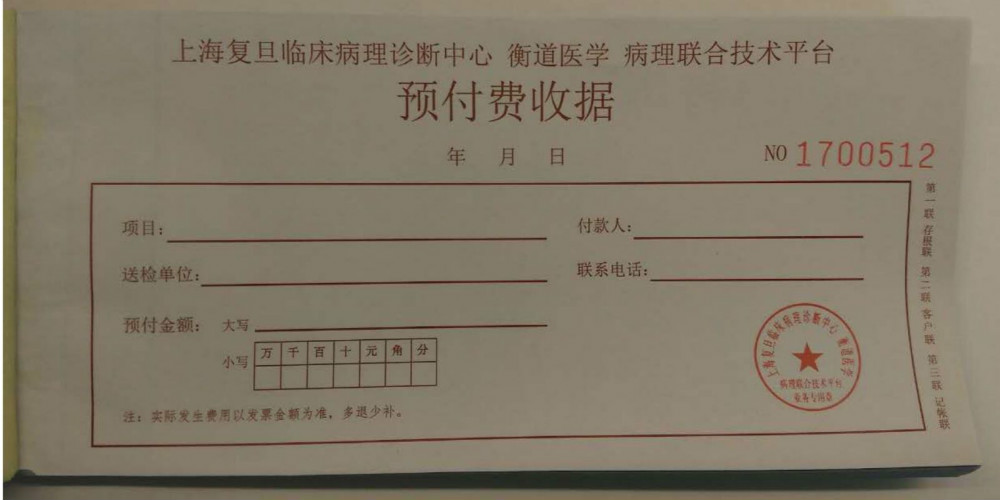 上海复旦临床病理诊断中心 衡道医学 病理联合技术平台
预付费收据
年 月 日
NO 1700512
项目:
付款人:
送检单位:
联系电话:
预付金额: 大写
小写 万 千 百 十 元 角 分
注: 实际发生费用以发票金额为准, 多退少补。
第一联 存根联 第二联 客户联 第三联 记帐联
上海复旦临床病理诊断中心 衡道医学
病理联合技术平台
业务专用章